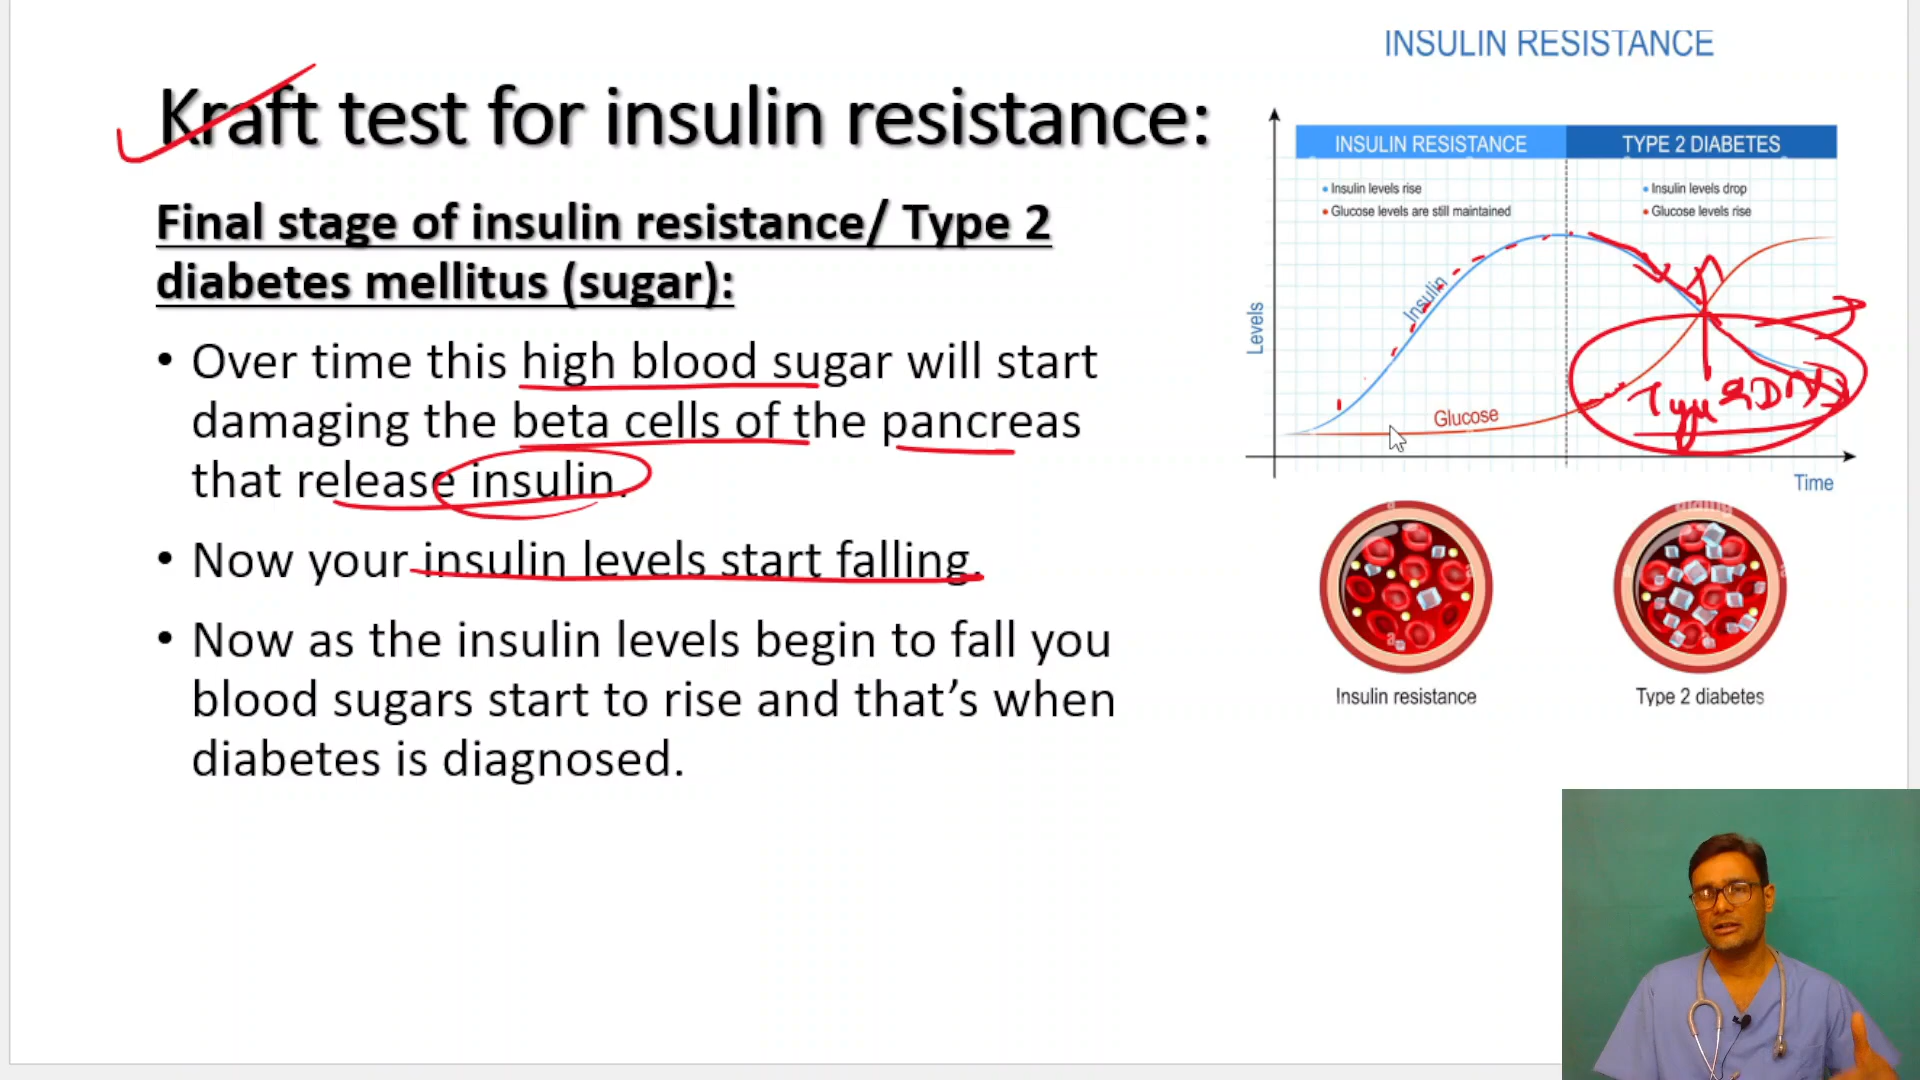 Kraft test for insulin resistance:
Final stage of insulin resistance/ Type 2
diabetes mellitus (sugar):
• Over time this high blood sugar will start
damaging the beta cells of the pancreas
that release insulin.
• Now your insulin levels start falling.
• Now as the insulin levels begin to fall you
blood sugars start to rise and that's when
diabetes is diagnosed.
INSULIN RESISTANCE
INSULIN RESISTANCE
TYPE 2 DIABETES
• Insulin levels rise
• Glucose levels are still maintained
• Insulin levels drop
• Glucose levels rise
Levels
Insulin
Glucose
Type 2DM
Time
Insulin resistance
Type 2 diabetes